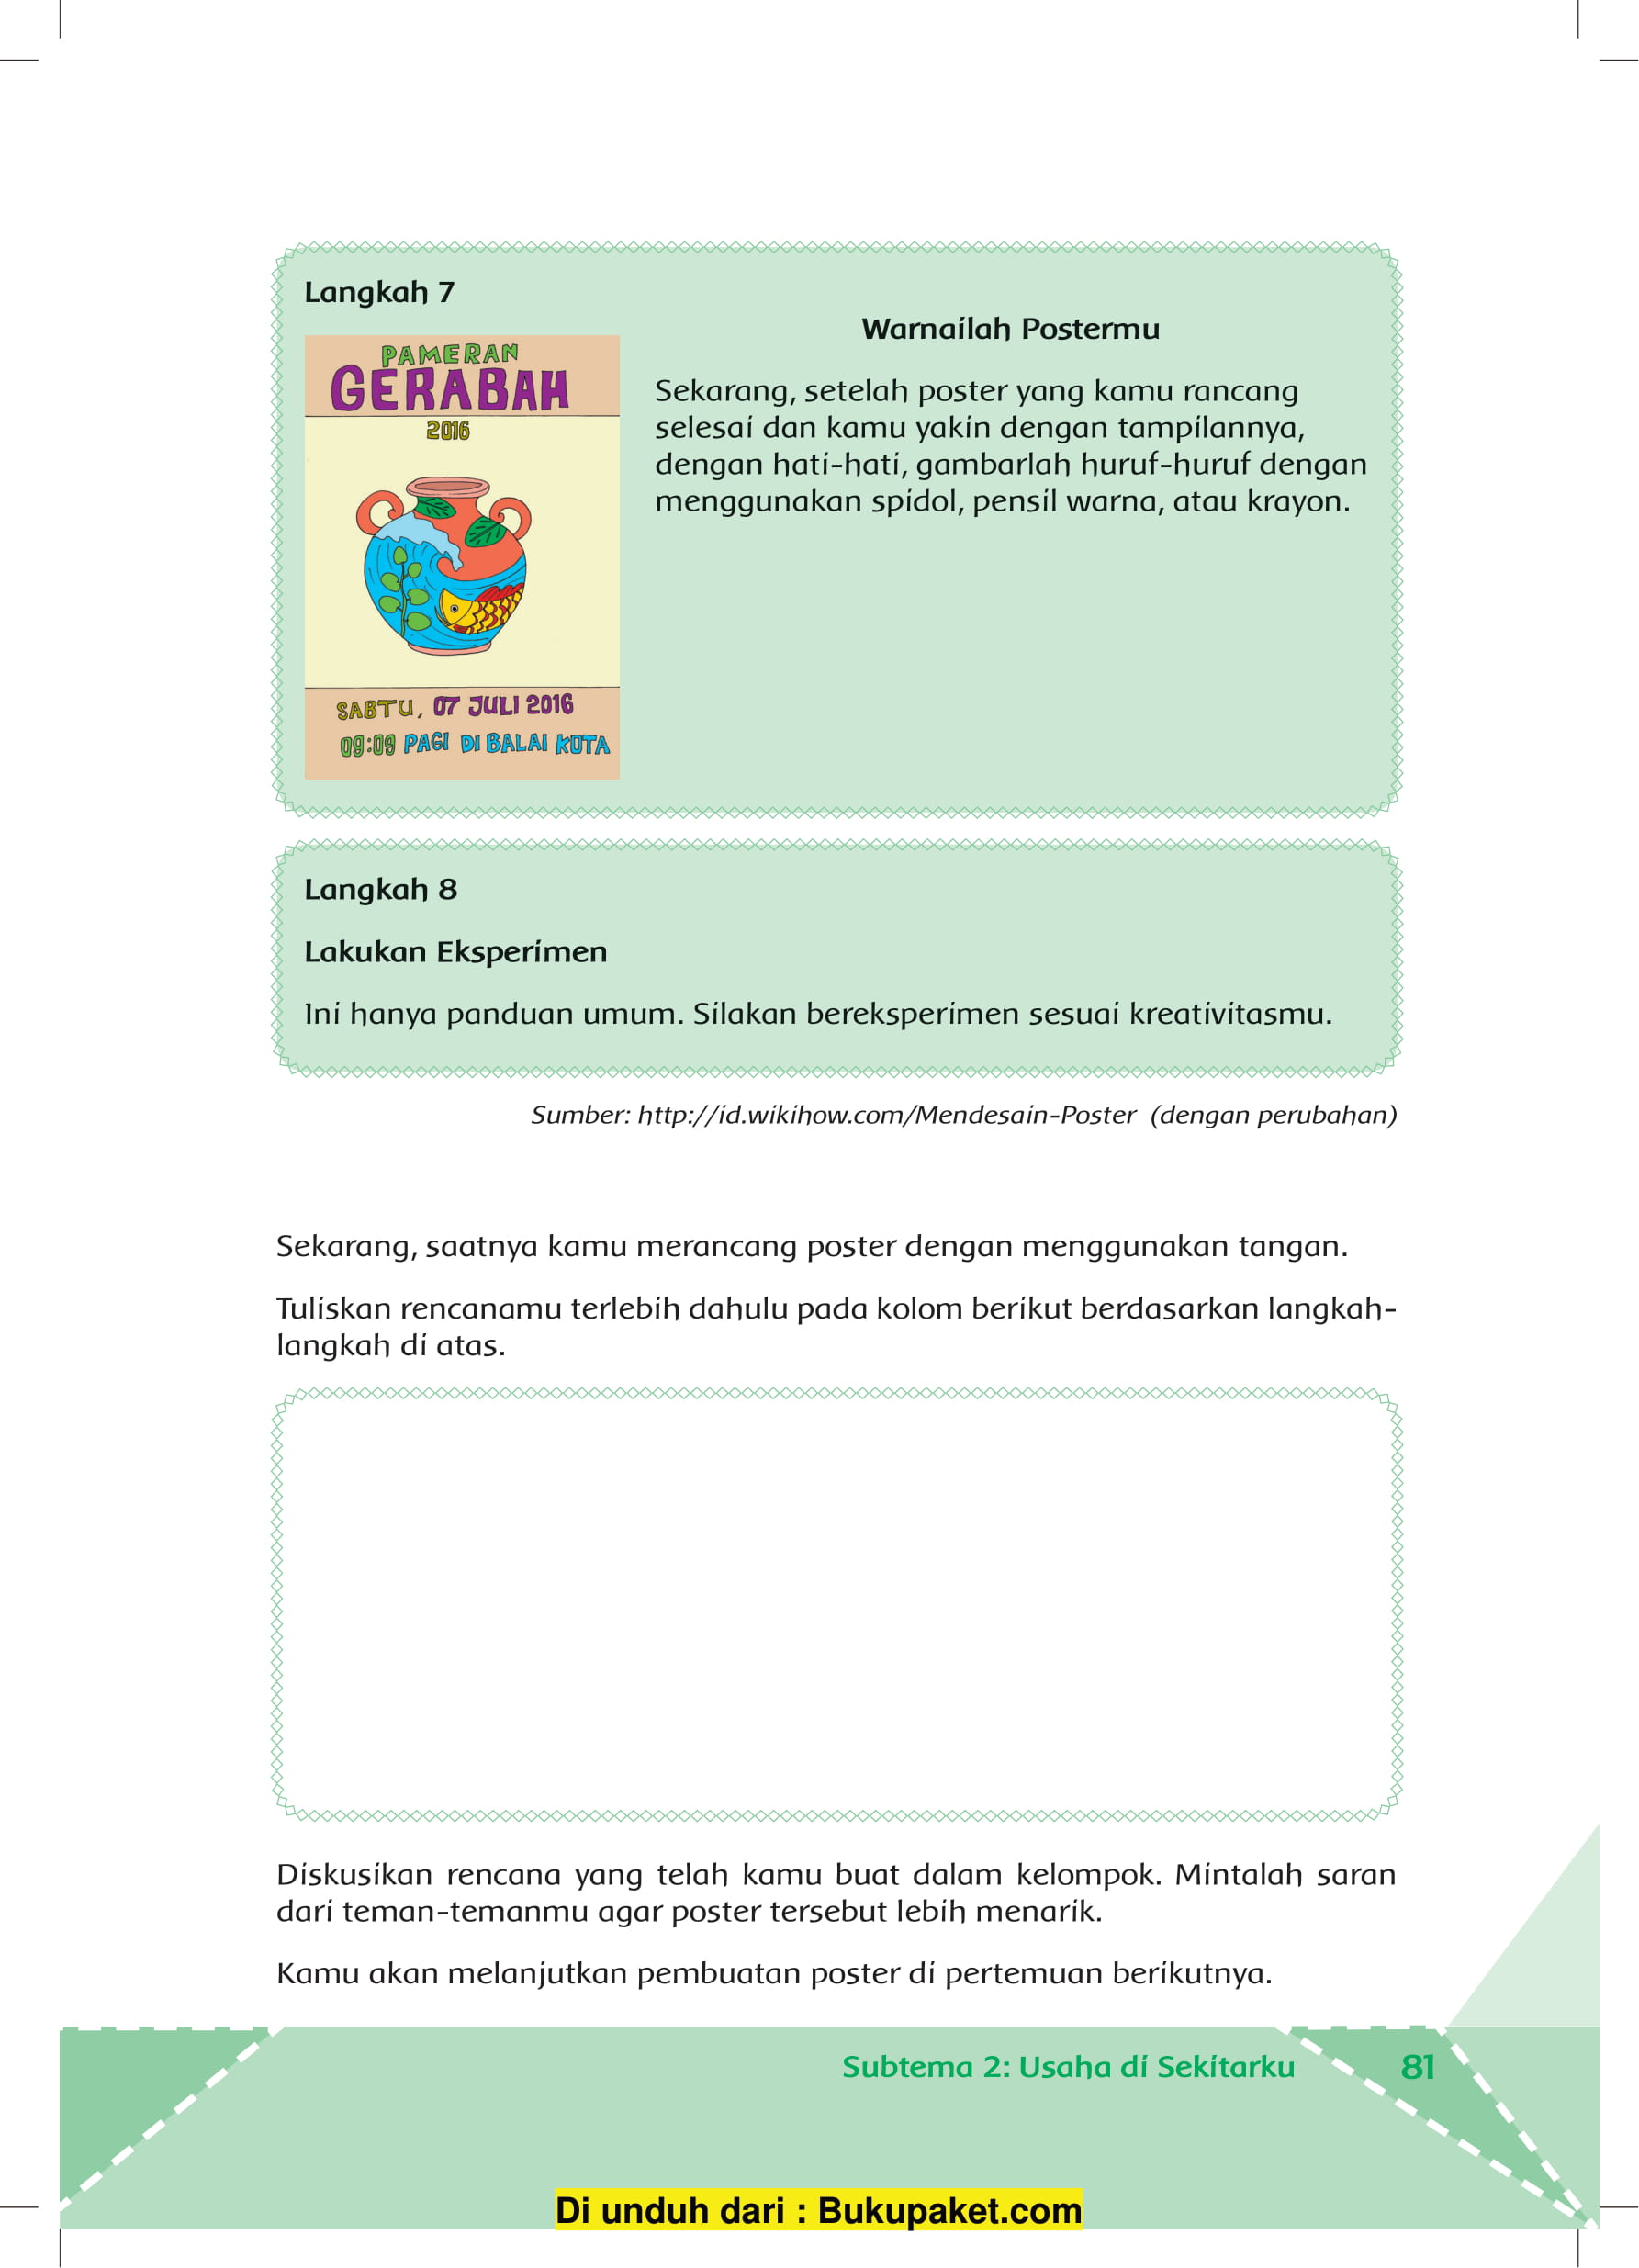 Langkah 7
PAMERAN
GERABAH
2016
SABTU, 07 JULI 2016
09:09 PAGI DI BALAI KOTA
Warnailah Postermu
Sekarang, setelah poster yang kamu rancang
selesai dan kamu yakin dengan tampilannya,
dengan hati-hati, gambarlah huruf-huruf dengan
menggunakan spidol, pensil warna, atau krayon.
Langkah 8
Lakukan Eksperimen
Ini hanya panduan umum. Silakan bereksperimen sesuai kreativitasmu.
Sumber: http://id.wikihow.com/Mendesain-Poster (dengan perubahan)
Sekarang, saatnya kamu merancang poster dengan menggunakan tangan.
Tuliskan rencanamu terlebih dahulu pada kolom berikut berdasarkan langkah-
langkah di atas.
Diskusikan rencana yang telah kamu buat dalam kelompok. Mintalah saran
dari teman-temanmu agar poster tersebut lebih menarik.
Kamu akan melanjutkan pembuatan poster di pertemuan berikutnya.
Subtema 2: Usaha di Sekitarku 81
Di unduh dari : Bukupaket.com